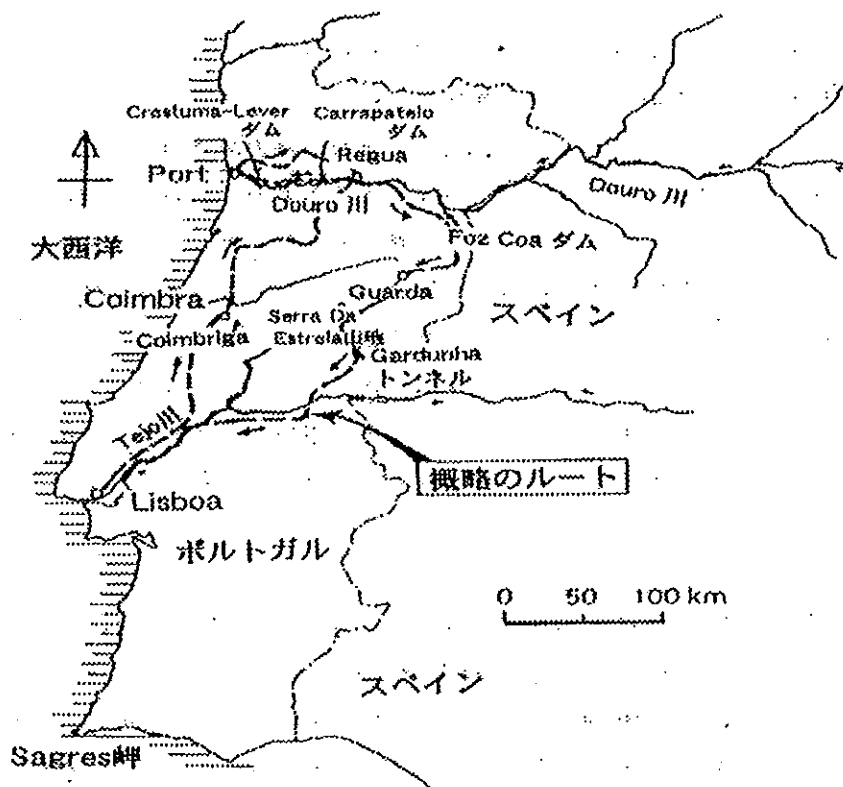 Crastuma-Lever
ダム
Carrapatelo
ダム
Regua
Port
Douro 川
Douro 川
大西洋
Foz Coa ダム
Guarda
Coimbra
スペイン
Serra Da
Coimbriga
Gardunha
トンネル
Tejo川
概略のルート
Lisboa
ポルトガル
0 50 100 km
スペイン
Sagres岬